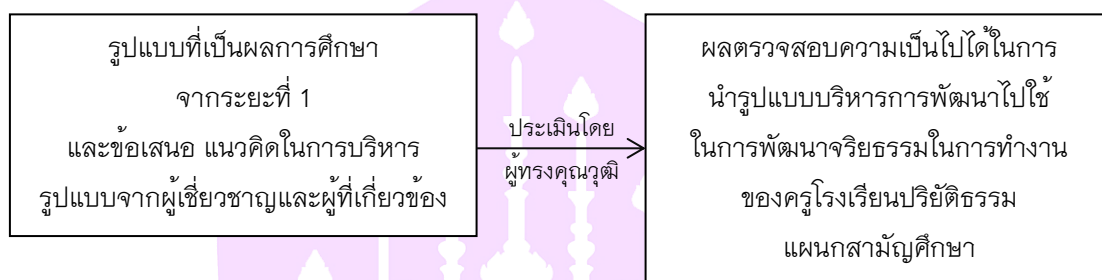 รูปแบบที่เป็นผลการศึกษา
จากระยะที่ 1
และข้อเสนอ แนวคิดในการบริหาร
รูปแบบจากผู้เชี่ยวชาญและผู้ที่เกี่ยวข้อง
ประเมินโดย
ผู้ทรงคุณวุฒิ
ผลตรวจสอบความเป็นไปได้ในการ
นำรูปแบบบริหารการพัฒนาไปใช้
ในการพัฒนาจริยธรรมในการทำงาน
ของครูโรงเรียนปริยัติธรรม
แผนกสามัญศึกษา